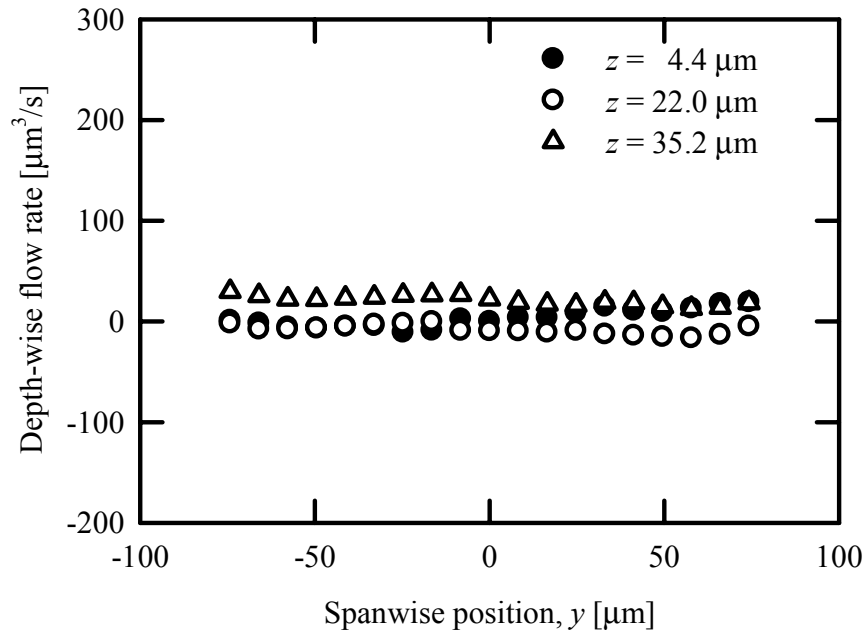 300
200
100
0
-100
-200
Depth-wise flow rate [μm³/s]
z = 4.4 μm
z = 22.0 μm
z = 35.2 μm
-100 -50 0 50 100
Spanwise position, y [μm]